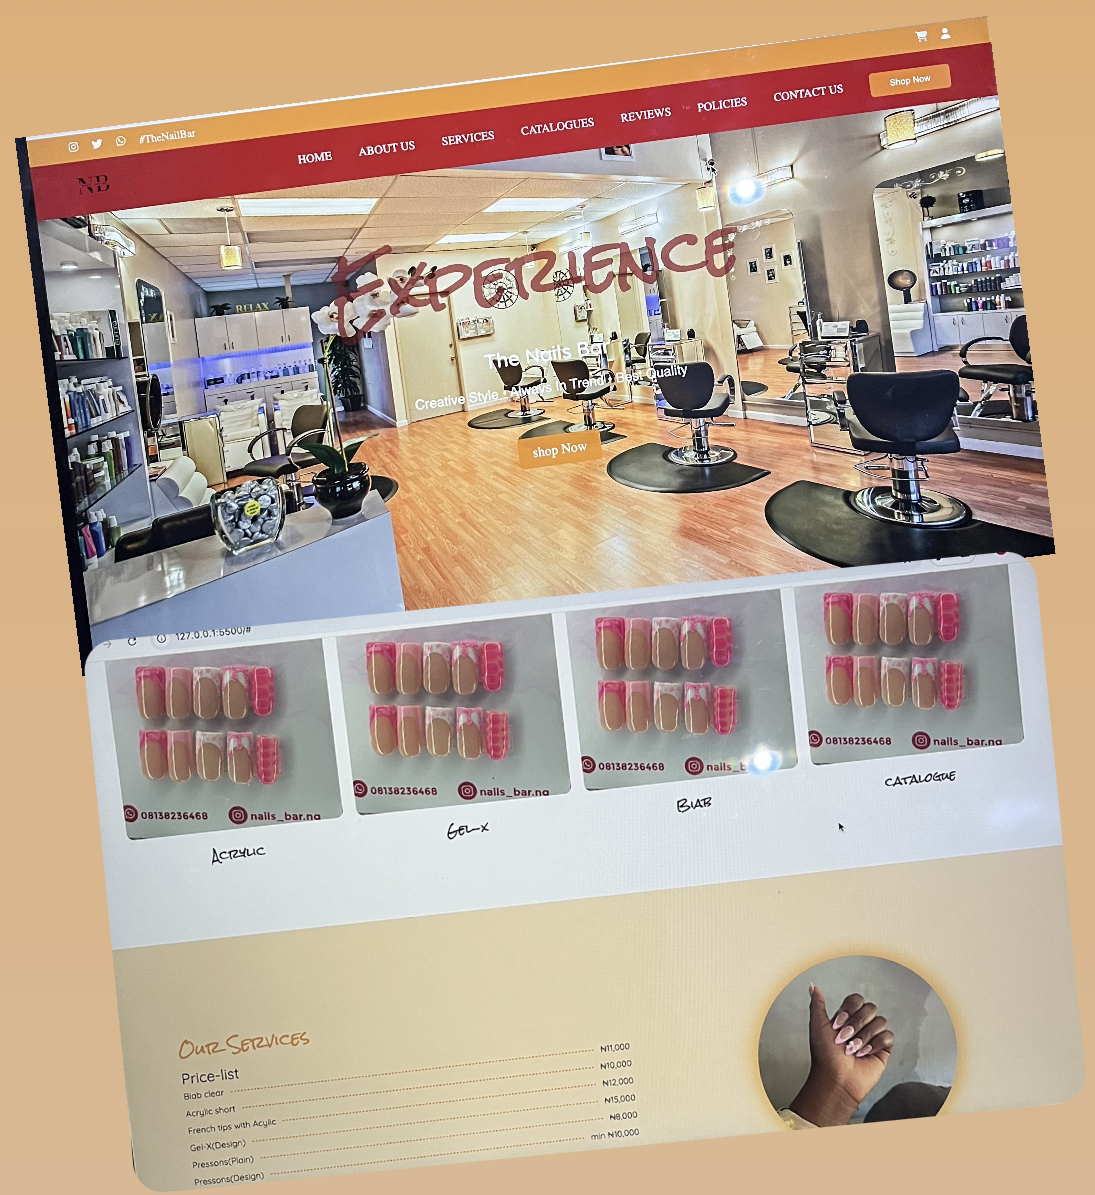 #TheNailBar
Shop Now
NB
HOME ABOUT US SERVICES CATALOGUES REVIEWS POLICIES CONTACT US
RELAX
EXPERIENCE
The Nails Bar
Creative Style * Always in Trend * Best Quality
shop Now
127.0.0.1:5500/#
08138236468 nails_bar.ng
08138236468 nails_bar.ng
08138236468 nails_b
08138236468 nails_bar.ng
ACRYLIC
GEL-X
BIAB
CATALOGUE
OUR SERVICES
Price-list
Biab clear ₦11,000
Acrylic short ₦10,000
French tips with Acylic ₦12,000
Gel-X(Design) ₦15,000
Pressons(Plain) ₦8,000
Pressons(Design) min ₦10,000